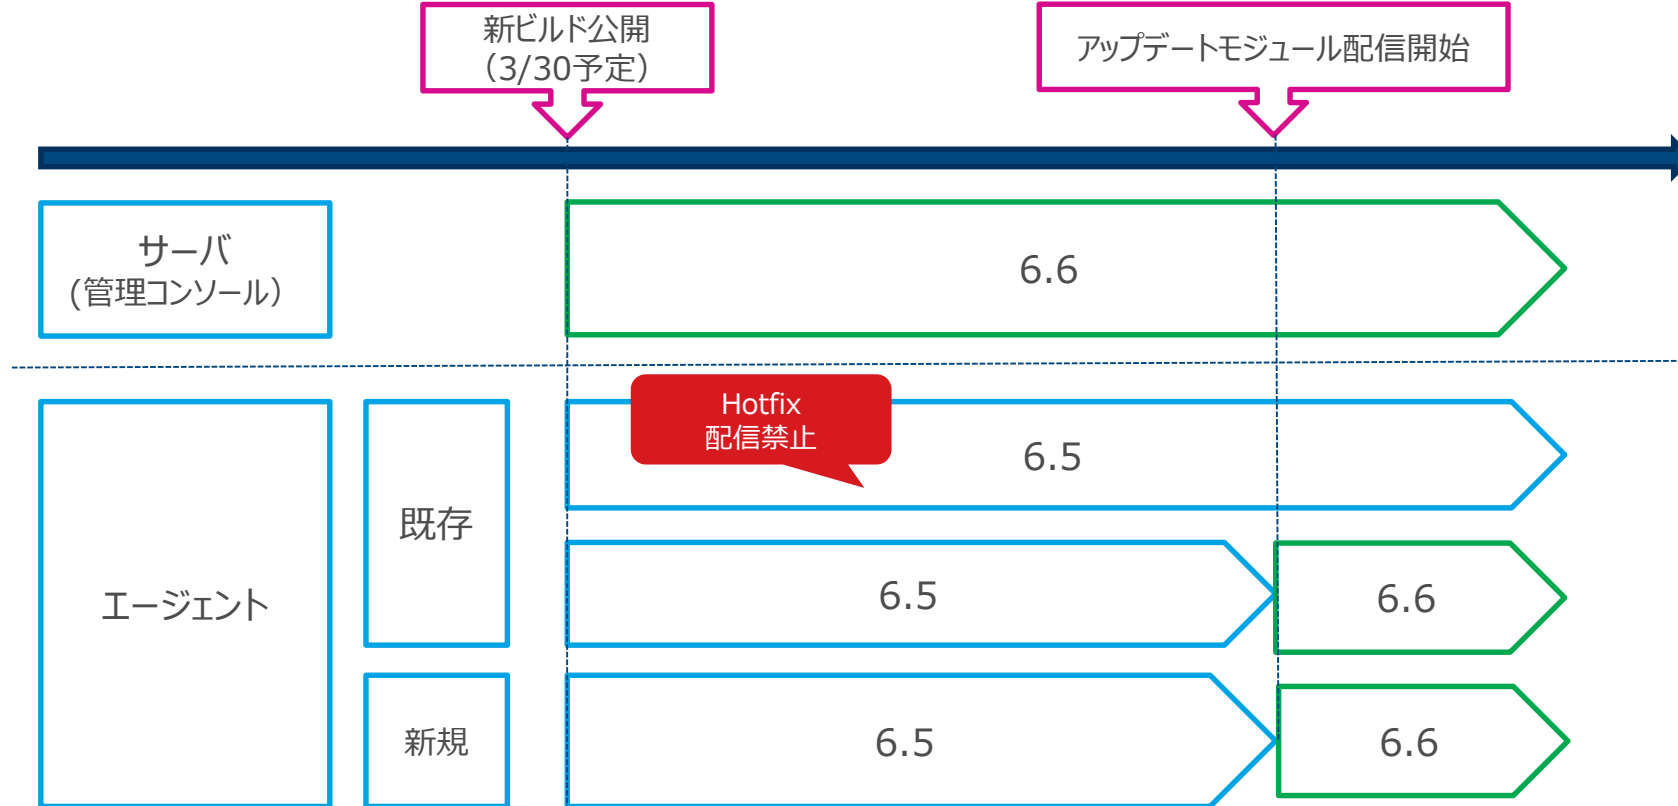 新ビルド公開
（3/30予定）
アップデートモジュール配信開始
サーバ
(管理コンソール）
6.6
エージェント
既存
Hotfix
配信禁止
6.5
6.5
6.6
新規
6.5
6.6